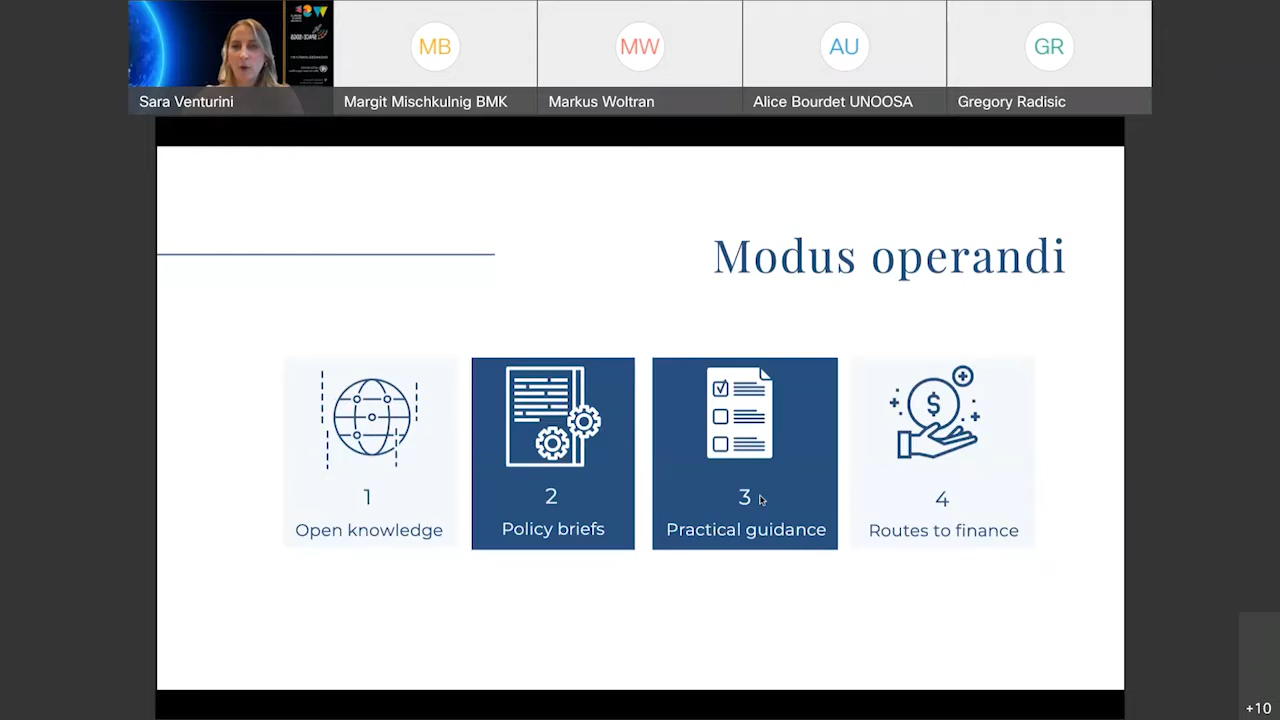 MB
MW
AU
GR
Sara Venturini
Margit Mischkulnig BMK
Markus Woltran
Alice Bourdet UNOOSA
Gregory Radisic
Modus operandi
$
1
2
3
4
Open knowledge
Policy briefs
Practical guidance
Routes to finance
+10